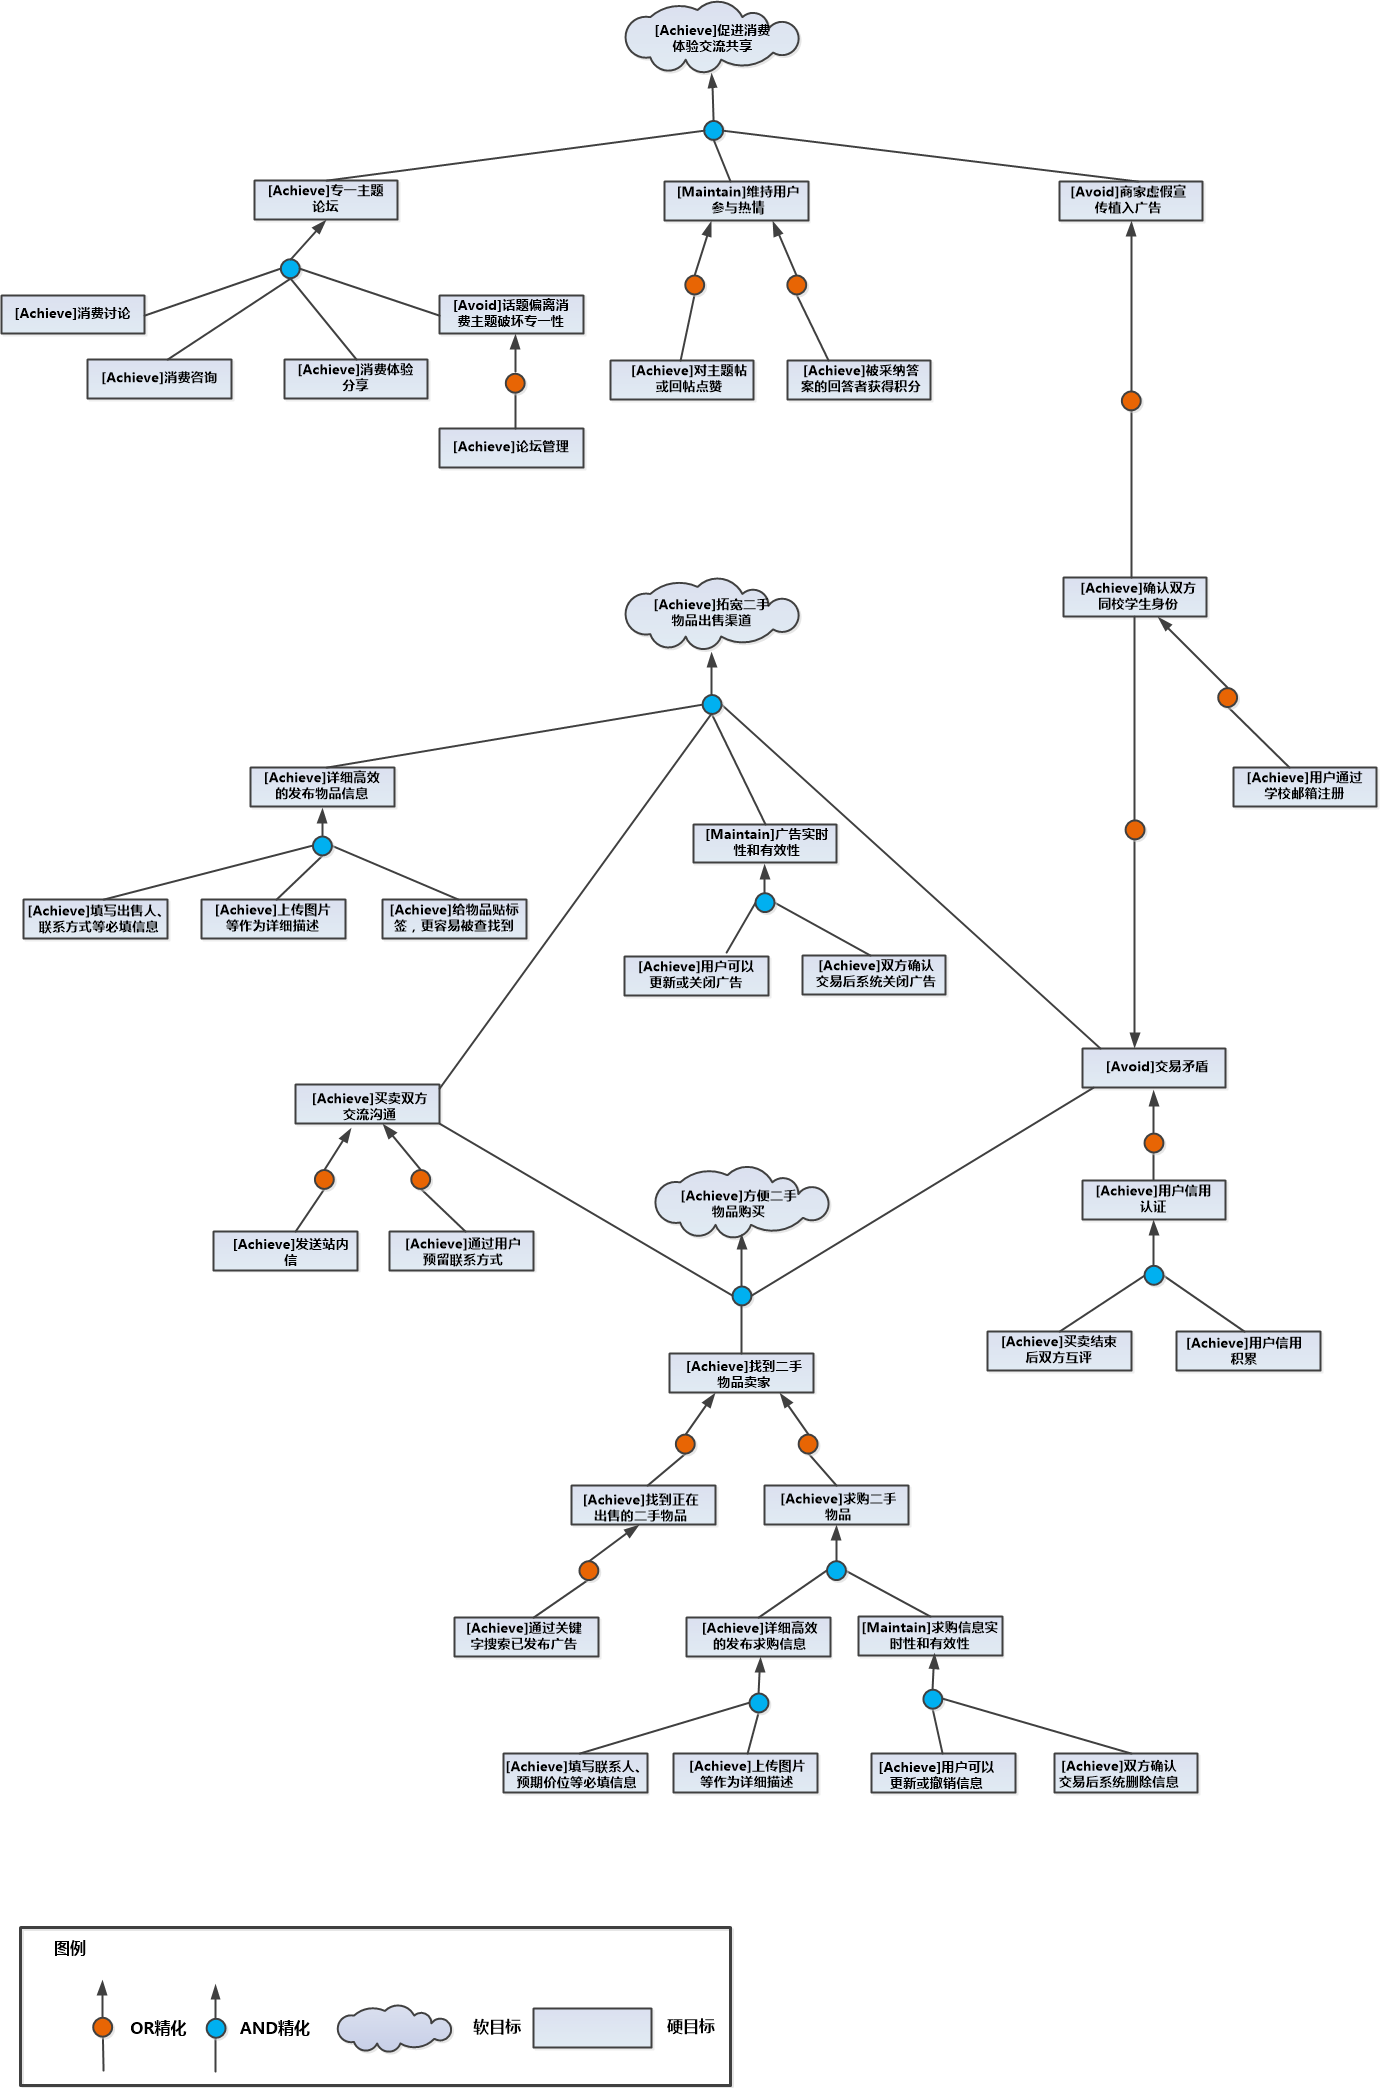 [Achieve]促进消费
体验交流共享
[Achieve]专一主题
论坛
[Maintain]维持用户
参与热情
[Avoid]商家虚假宣
传植入广告
[Achieve]消费讨论
[Avoid]话题偏离消
费主题破坏专一性
[Achieve]消费咨询
[Achieve]消费体验
分享
[Achieve]对主题帖
或回帖点赞
[Achieve]被采纳答
案的回答者获得积分
[Achieve]论坛管理
[Achieve]确认双方
同校学生身份
[Achieve]拓宽二手
物品出售渠道
[Achieve]详细高效
的发布物品信息
[Achieve]用户通过
学校邮箱注册
[Maintain]广告实时
性和有效性
[Achieve]填写出售人、
联系方式等必填信息
[Achieve]上传图片
等作为详细描述
[Achieve]给物品贴标
签，更容易被查找到
[Achieve]用户可以
更新或关闭广告
[Achieve]双方确认
交易后系统关闭广告
[Avoid]交易矛盾
[Achieve]买卖双方
交流沟通
[Achieve]方便二手
物品购买
[Achieve]用户信用
认证
[Achieve]发送站内
信
[Achieve]通过用户
预留联系方式
[Achieve]买卖结束
后双方互评
[Achieve]用户信用
积累
[Achieve]找到二手
物品卖家
[Achieve]找到正在
出售的二手物品
[Achieve]求购二手
物品
[Achieve]通过关键
字搜索已发布广告
[Achieve]详细高效
的发布求购信息
[Maintain]求购信息实
时性和有效性
[Achieve]填写联系人、
预期价位等必填信息
[Achieve]上传图片
等作为详细描述
[Achieve]用户可以
更新或撤销信息
[Achieve]双方确认
交易后系统删除信息
图例
OR精化
AND精化
软目标
硬目标